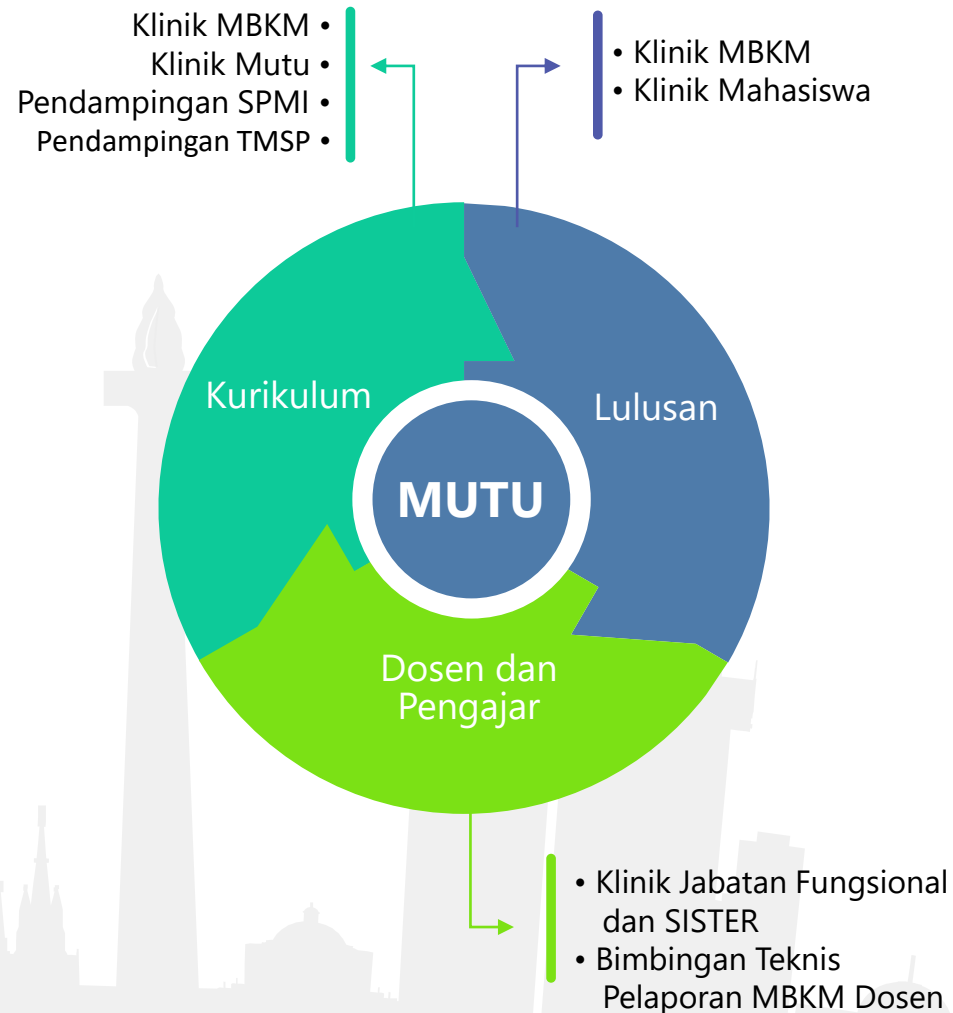 Klinik MBKM •
Klinik Mutu •
Pendampingan SPMI •
Pendampingan TMSP •
• Klinik MBKM
• Klinik Mahasiswa
Kurikulum
Lulusan
MUTU
Dosen dan
Pengajar
• Klinik Jabatan Fungsional
dan SISTER
• Bimbingan Teknis
Pelaporan MBKM Dosen